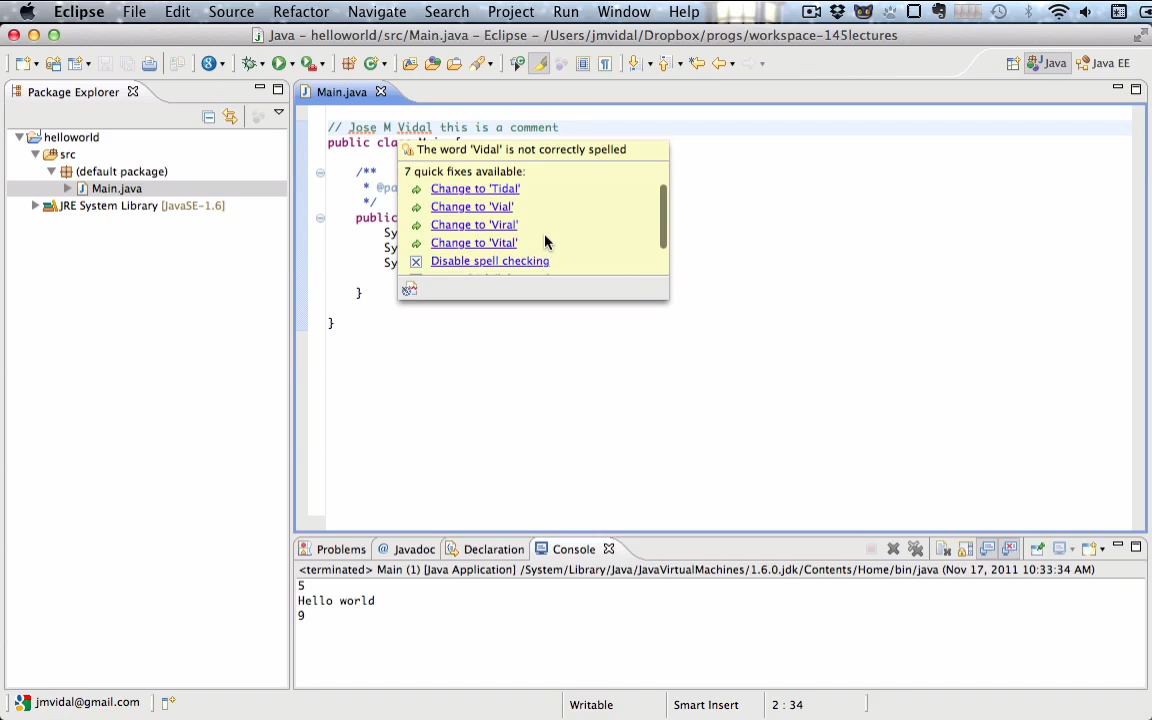 Eclipse File Edit Source Refactor Navigate Search Project Run Window Help
Java – helloworld/src/Main.java – Eclipse – /Users/jmvidal/Dropbox/progs/workspace-145lectures
Java Java EE
Package Explorer
Main.java
helloworld
src
(default package)
Main.java
JRE System Library [JavaSE-1.6]
// Jose M Vidal this is a comment
public
/**
*
*/
The word 'Vidal' is not correctly spelled
7 quick fixes available:
Change to 'Tidal'
Change to 'Vial'
Change to 'Viral'
Change to 'Vital'
Disable spell checking
}
}
Problems @ Javadoc Declaration Console
<terminated> Main (1) [Java Application] /System/Library/Java/JavaVirtualMachines/1.6.0.jdk/Contents/Home/bin/java (Nov 17, 2011 10:33:34 AM)
5
Hello world
9
jmvidal@gmail.com Writable Smart Insert 2 : 34